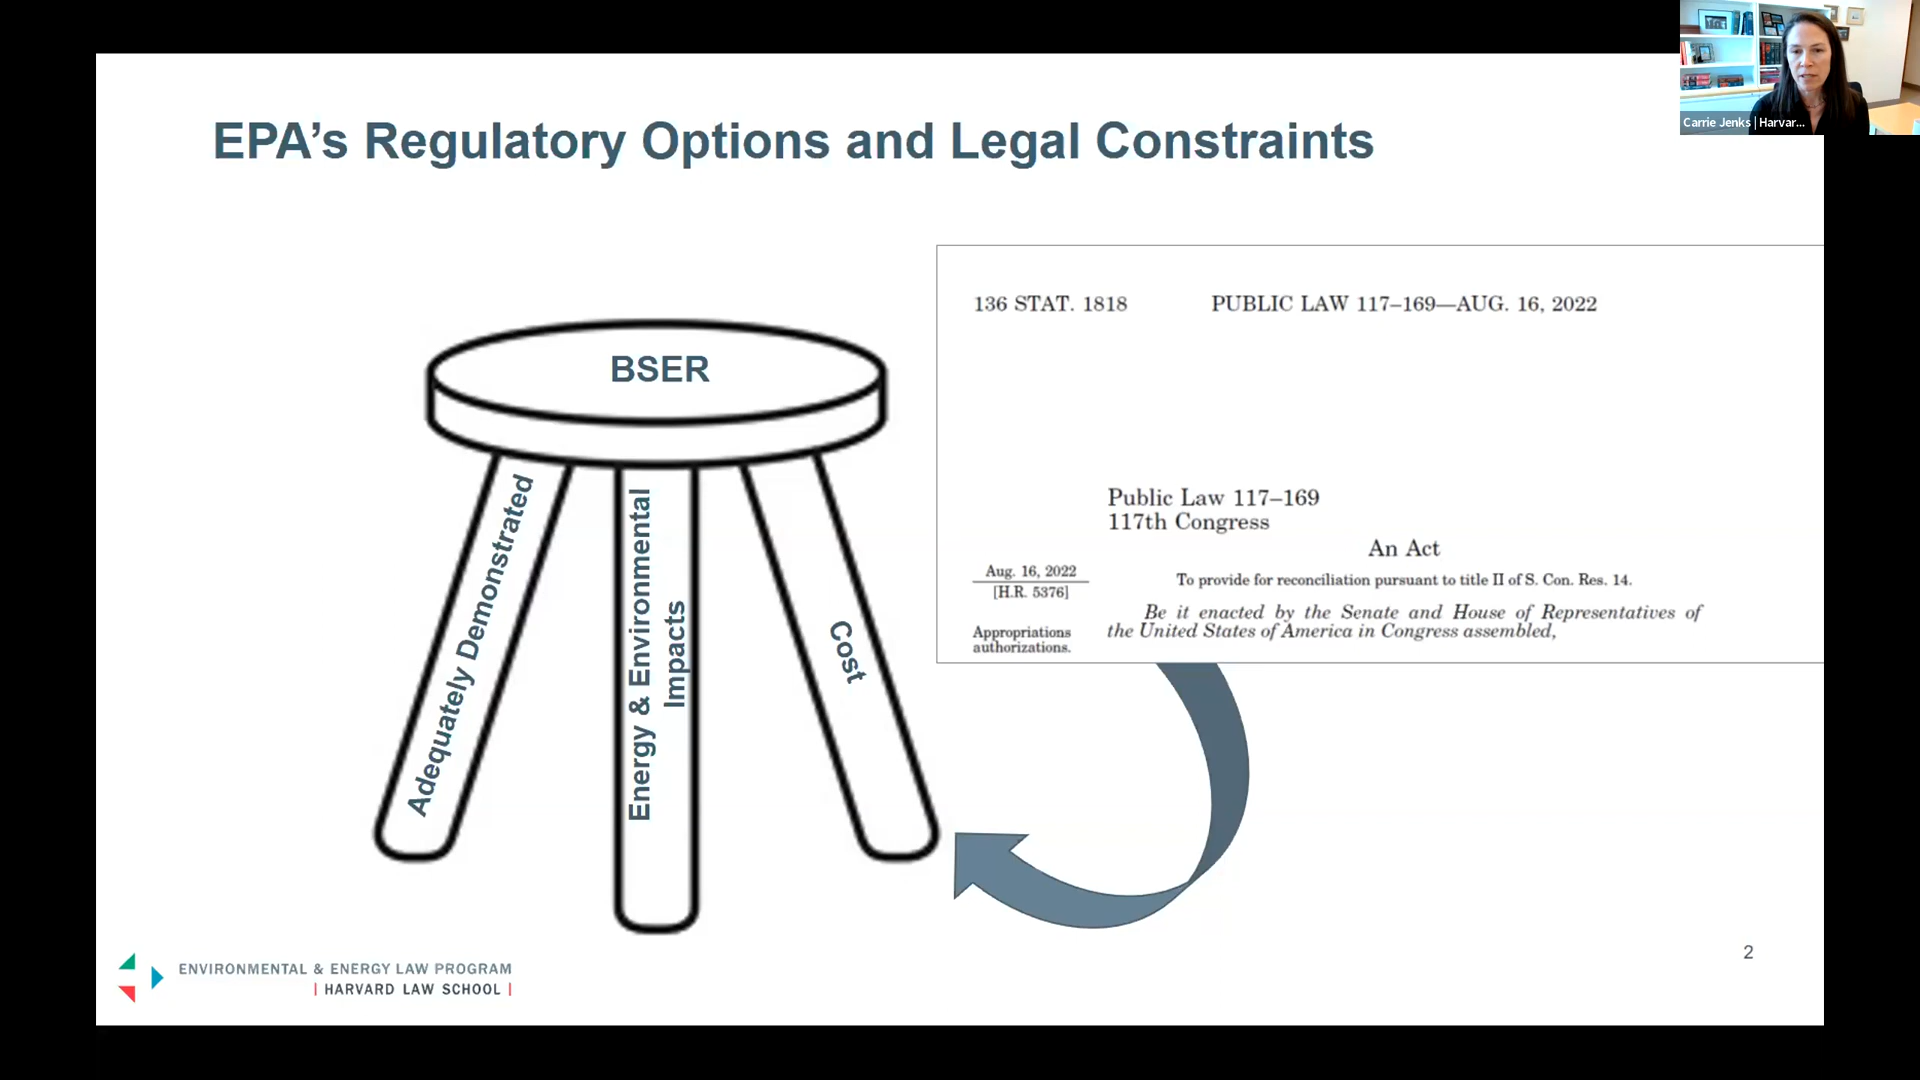 Carrie Jenks | Harvar...
EPA’s Regulatory Options and Legal Constraints
BSER
Adequately Demonstrated
Energy & Environmental
Impacts
Cost
136 STAT. 1818 PUBLIC LAW 117–169—AUG. 16, 2022
Public Law 117–169
117th Congress
An Act
Aug. 16, 2022
[H.R. 5376]
To provide for reconciliation pursuant to title II of S. Con. Res. 14.
Be it enacted by the Senate and House of Representatives of
the United States of America in Congress assembled,
Appropriations
authorizations.
ENVIRONMENTAL & ENERGY LAW PROGRAM
| HARVARD LAW SCHOOL |
2